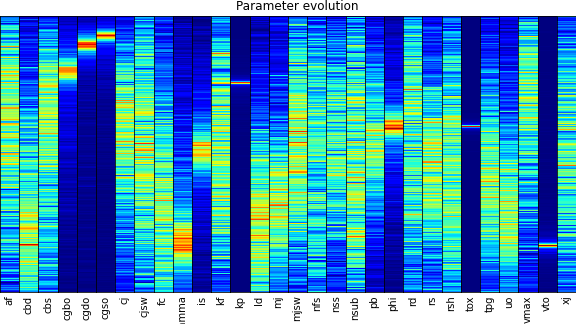 Parameter evolution
af cbd cbs cgbo cgdo cgso cj cjsw fc mma is kf kp ld mj mjsw nfs nss nsub pb phi rd rs rsh tox tpg uo vmax vto xj